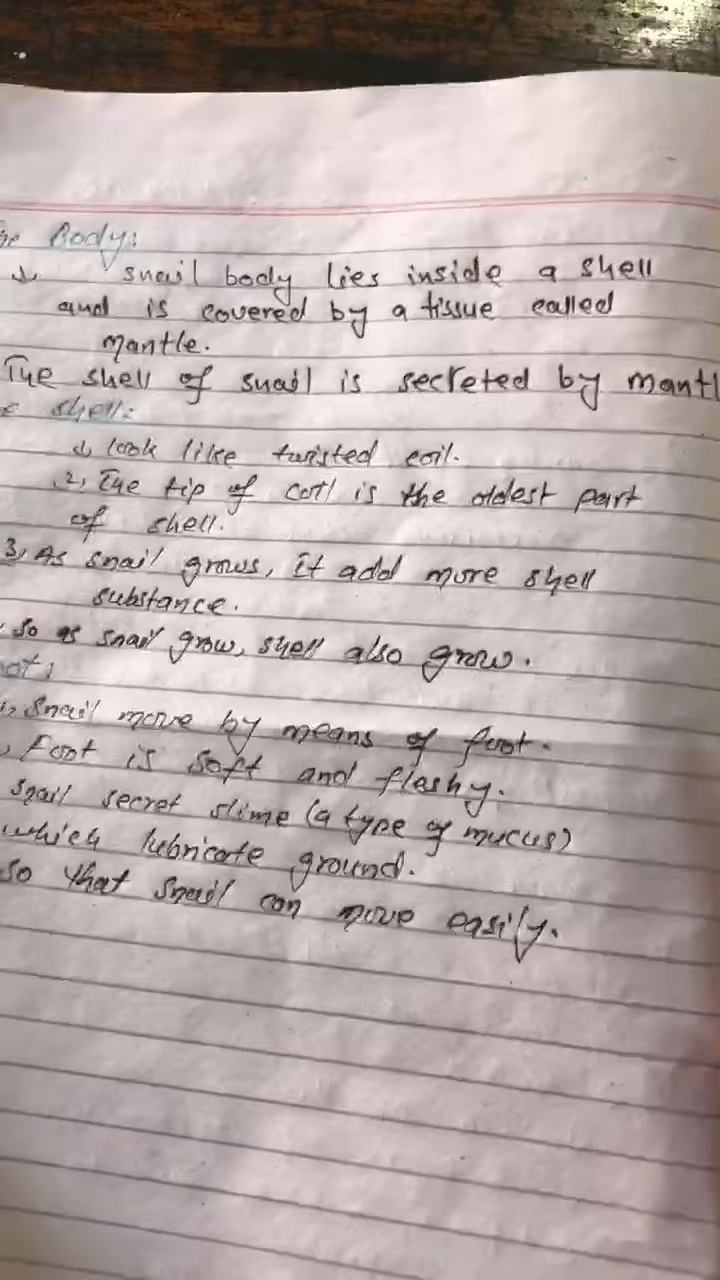 Body:
1, snail body lies inside a shell
and is covered by a tissue called
mantle.
The shell of snail is secreted by mantl
shell:
1, look like twisted coil.
2, The tip of coil is the oldest part
of shell.
3, As snail grows, it add more shell
substance.
so as snail grow, shell also grow.
oot:
1, Snail move by means of foot.
Foot is soft and fleshy.
snail secret slime (a type of mucus)
which lubricate ground.
so that snail can move easily.